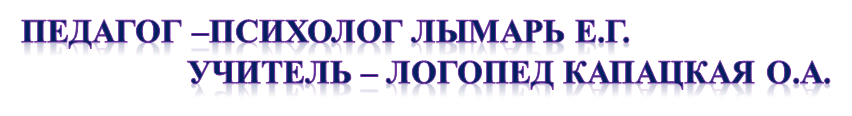 ПЕДАГОГ –ПСИХОЛОГ ЛЫМАРЬ Е.Г.
УЧИТЕЛЬ – ЛОГОПЕД КАПАЦКАЯ О.А.